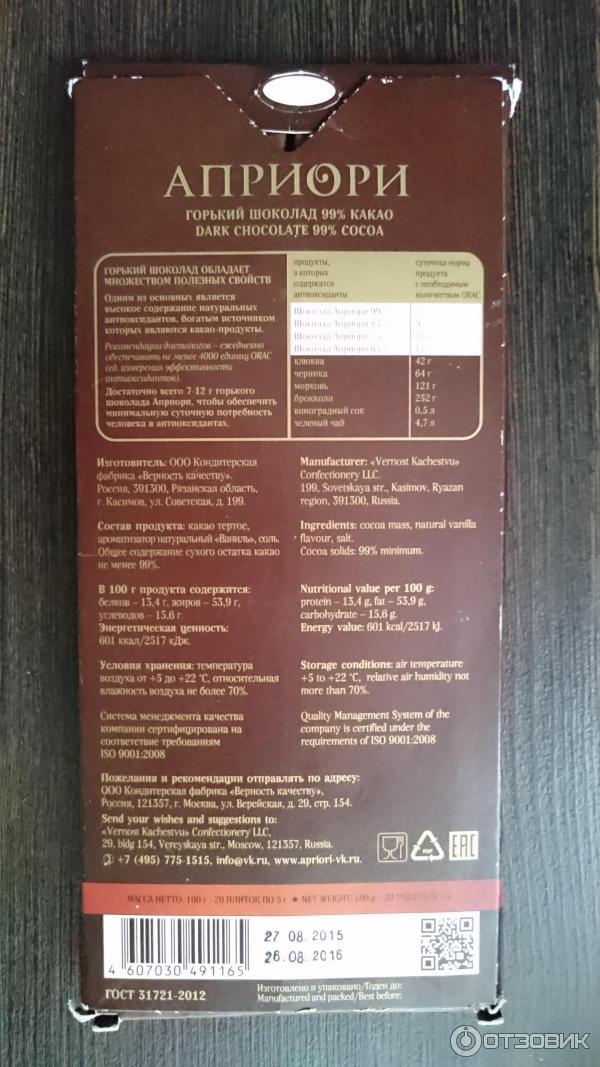 АПРИОРИ
ГОРЬКИЙ ШОКОЛАД 99% КАКАО
DARK CHOCOLATE 99% COCOA
ГОРЬКИЙ ШОКОЛАД ОБЛАДАЕТ
МНОЖЕСТВОМ ПОЛЕЗНЫХ СВОЙСТВ
Одним из основных является
высокое содержание натуральных
антиоксидантов, богатым источником
которых являются какао-продукты.
Рекомендации диетологов – ежедневно
обеспечивать не менее 4000 единиц ORAC
(ед. измерения эффективности
антиоксидантов).
Достаточно всего 7-12 г горького
шоколада Априори, чтобы обеспечить
минимальную суточную потребность
человека в антиоксидантах.
продукты,
в которых
содержатся
антиоксиданты
суточная норма
продукта
с необходимым
количеством ORAC
Шоколад Априори
Шоколад Априори
Шоколад Априори
Шоколад Априори
клюква 42 г
черника 64 г
морковь 121 г
брокколи 252 г
виноградный сок 0,5 л
зеленый чай 4,7 л
Изготовитель: ООО Кондитерская
фабрика «Верность качеству».
Россия, 391300, Рязанская область,
г. Касимов, ул. Советская, д. 199.
Manufacturer: «Vernost Kachestvu»
Confectionery LLC.
199, Sovetskaya str., Kasimov, Ryazan
region, 391300, Russia.
Состав продукта: какао тертое,
ароматизатор натуральный «Ваниль», соль.
Общее содержание сухого остатка какао
не менее 99%.
Ingredients: cocoa mass, natural vanilla
flavour, salt.
Cocoa solids: 99% minimum.
В 100 г продукта содержится:
белков – 13,4 г, жиров – 53,9 г,
углеводов – 15,6 г.
Энергетическая ценность:
601 ккал/2517 кДж.
Nutritional value per 100 g:
protein – 13,4 g, fat – 53,9 g,
carbohydrate – 15,6 g.
Energy value: 601 kcal/2517 kJ.
Условия хранения: температура
воздуха от +5 до +22 °С, относительная
влажность воздуха не более 70%.
Storage conditions: air temperature
+5 to +22 °C, relative air humidity not
more than 70%.
Система менеджмента качества
компании сертифицирована на
соответствие требованиям
ISO 9001:2008
Quality Management System of the
company is certified under the
requirements of ISO 9001:2008
Пожелания и рекомендации отправлять по адресу:
ООО Кондитерская фабрика «Верность качеству»,
Россия, 121357, г. Москва, ул. Верейская, д. 29, стр. 154.
Send your wishes and suggestions to:
«Vernost Kachestvu» Confectionery LLC,
29, bldg 154, Vereyskaya str., Moscow, 121357, Russia.
+7 (495) 775-1515, info@vk.ru, www.apriori-vk.ru.
PAP
EAC
МАССА НЕТТО: 100 г - 20 ПЛИТОК ПО 5 г • NET WEIGHT: 100 g – 20 TABLETS OF
27 08.2015
26.08.2016
4 607030 491165
ГОСТ 31721-2012
Изготовлено и упаковано/Годен до:
Manufactured and packed/Best before:
ОТЗОВИК